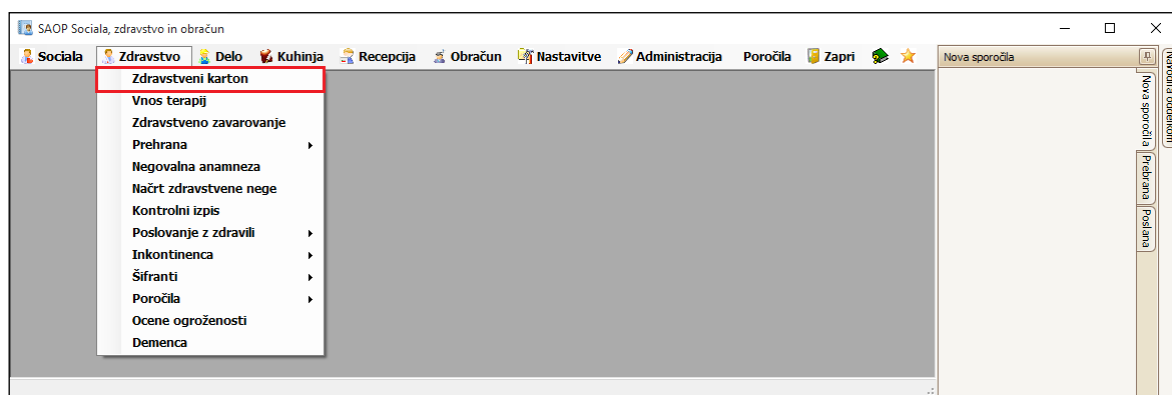 SAOP Sociala, zdravstvo in obračun
Sociala Zdravstvo Delo Kuhinja Recepcija Obračun Nastavitve Administracija Poročila Zapri
Zdravstveni karton
Vnos terapij
Zdravstveno zavarovanje
Prehrana
Negovalna anamneza
Načrt zdravstvene nege
Kontrolni izpis
Poslovanje z zdravili
Inkontinenca
Šifranti
Poročila
Ocene ogroženosti
Demenca
Nova sporočila
Nova sporočila
Prebrana
Poslana
Navodila oddelkom